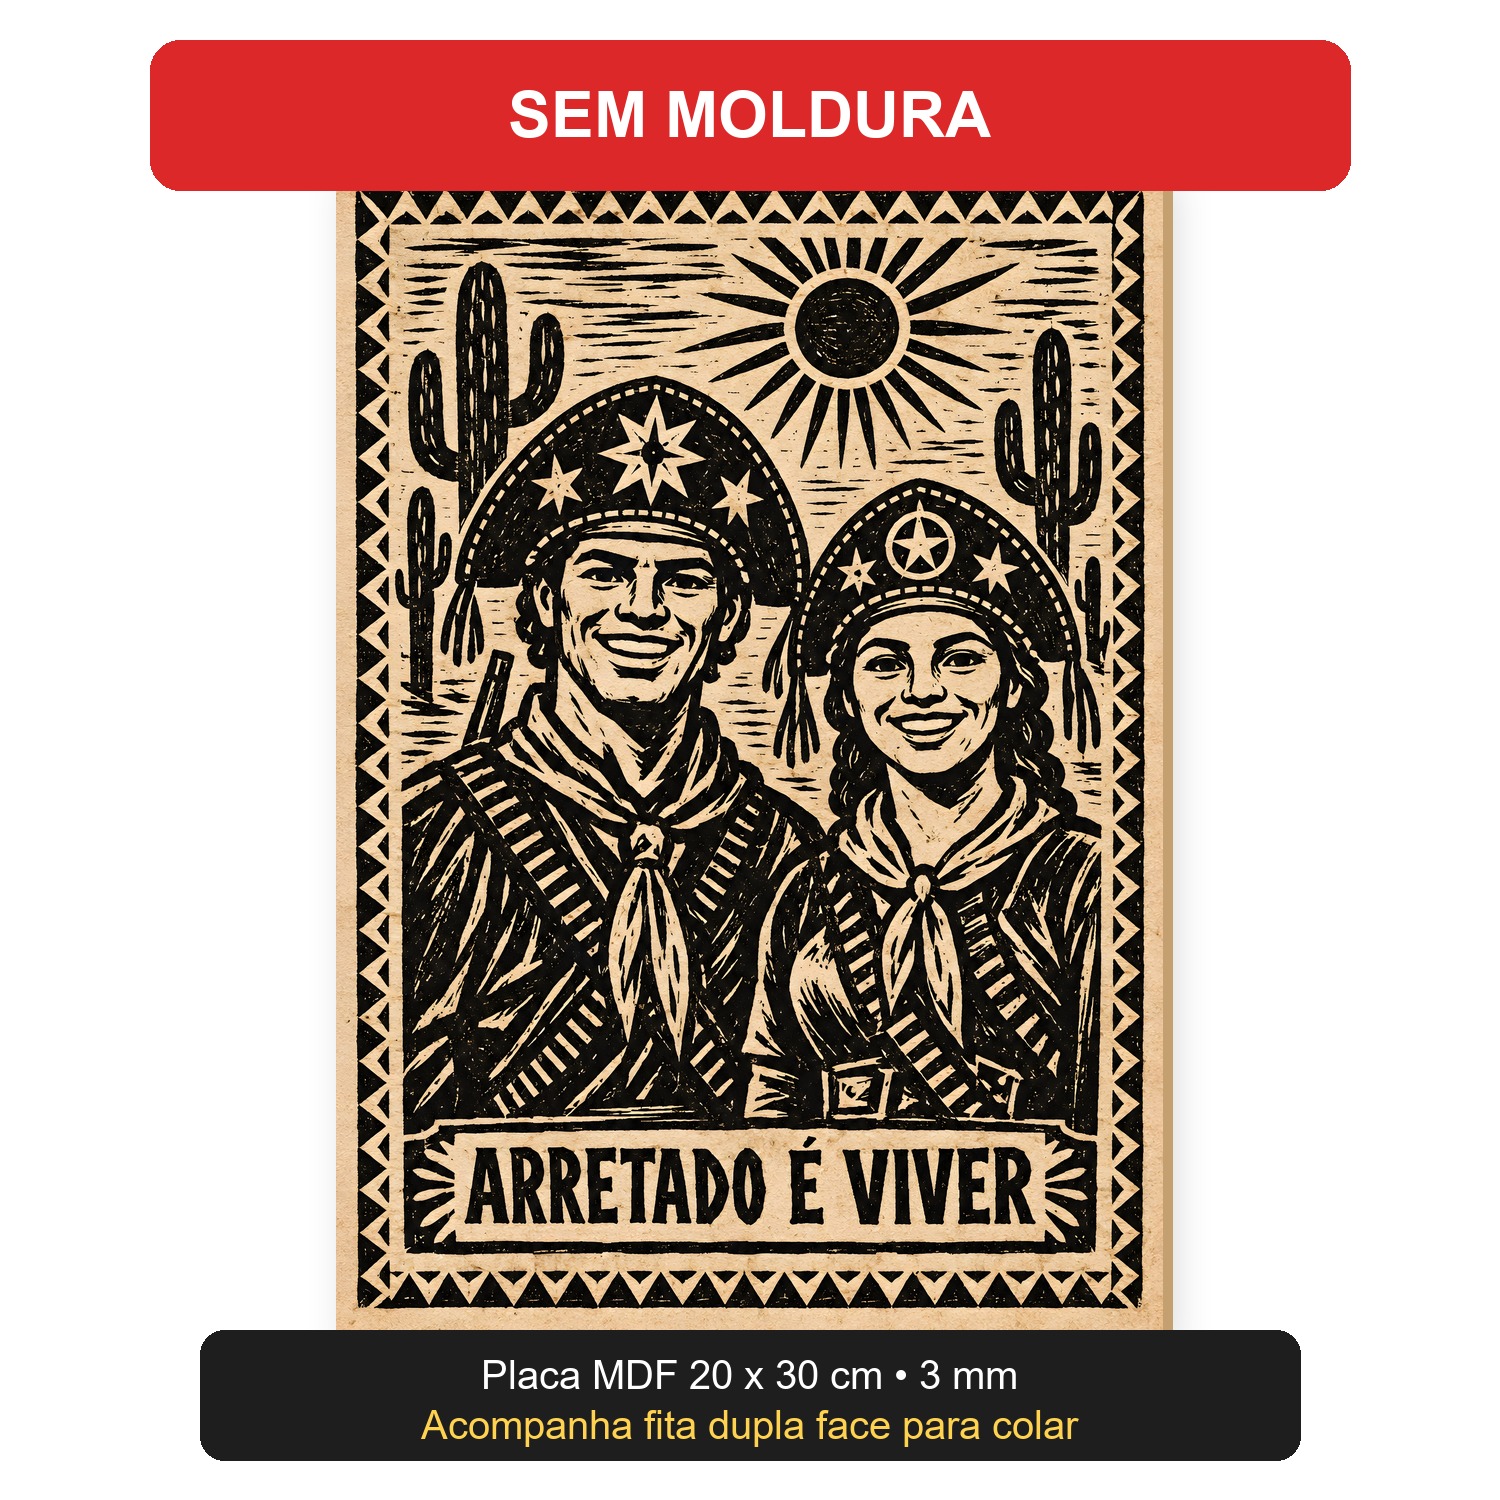 SEM MOLDURA
ARRETADO É VIVER
Placa MDF 20 x 30 cm • 3 mm
Acompanha fita dupla face para colar